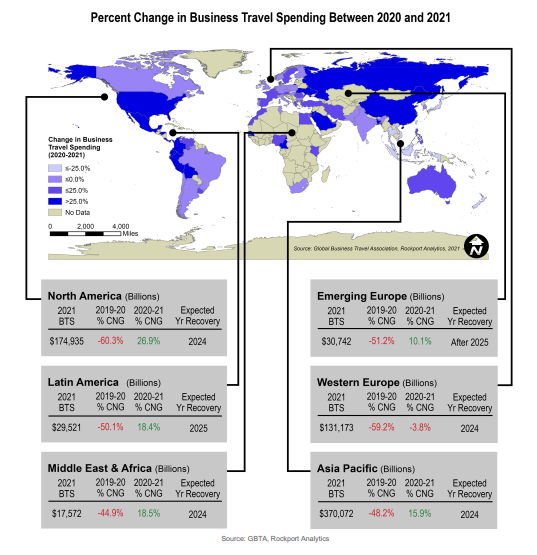 Percent Change in Business Travel Spending Between 2020 and 2021
Change in Business
Travel Spending
(2020-2021)
≤-25.0%
≤0.0%
≤25.0%
>25.0%
No Data
0 2,000 4,000
Miles
Source: Global Business Travel Association, Rockport Analytics, 2021
N
North America (Billions)
2021 BTS 2019-20 % CNG 2020-21 % CNG Expected Yr Recovery
$174,935 -60.3% 26.9% 2024
Latin America (Billions)
2021 BTS 2019-20 % CNG 2020-21 % CNG Expected Yr Recovery
$29,521 -50.1% 18.4% 2025
Middle East & Africa (Billions)
2021 BTS 2019-20 % CNG 2020-21 % CNG Expected Yr Recovery
$17,572 -44.9% 18.5% 2024
Emerging Europe (Billions)
2021 BTS 2019-20 % CNG 2020-21 % CNG Expected Yr Recovery
$30,742 -51.2% 10.1% After 2025
Western Europe (Billions)
2021 BTS 2019-20 % CNG 2020-21 % CNG Expected Yr Recovery
$131,173 -59.2% -3.8% 2024
Asia Pacific (Billions)
2021 BTS 2019-20 % CNG 2020-21 % CNG Expected Yr Recovery
$370,072 -48.2% 15.9% 2024
Source: GBTA, Rockport Analytics